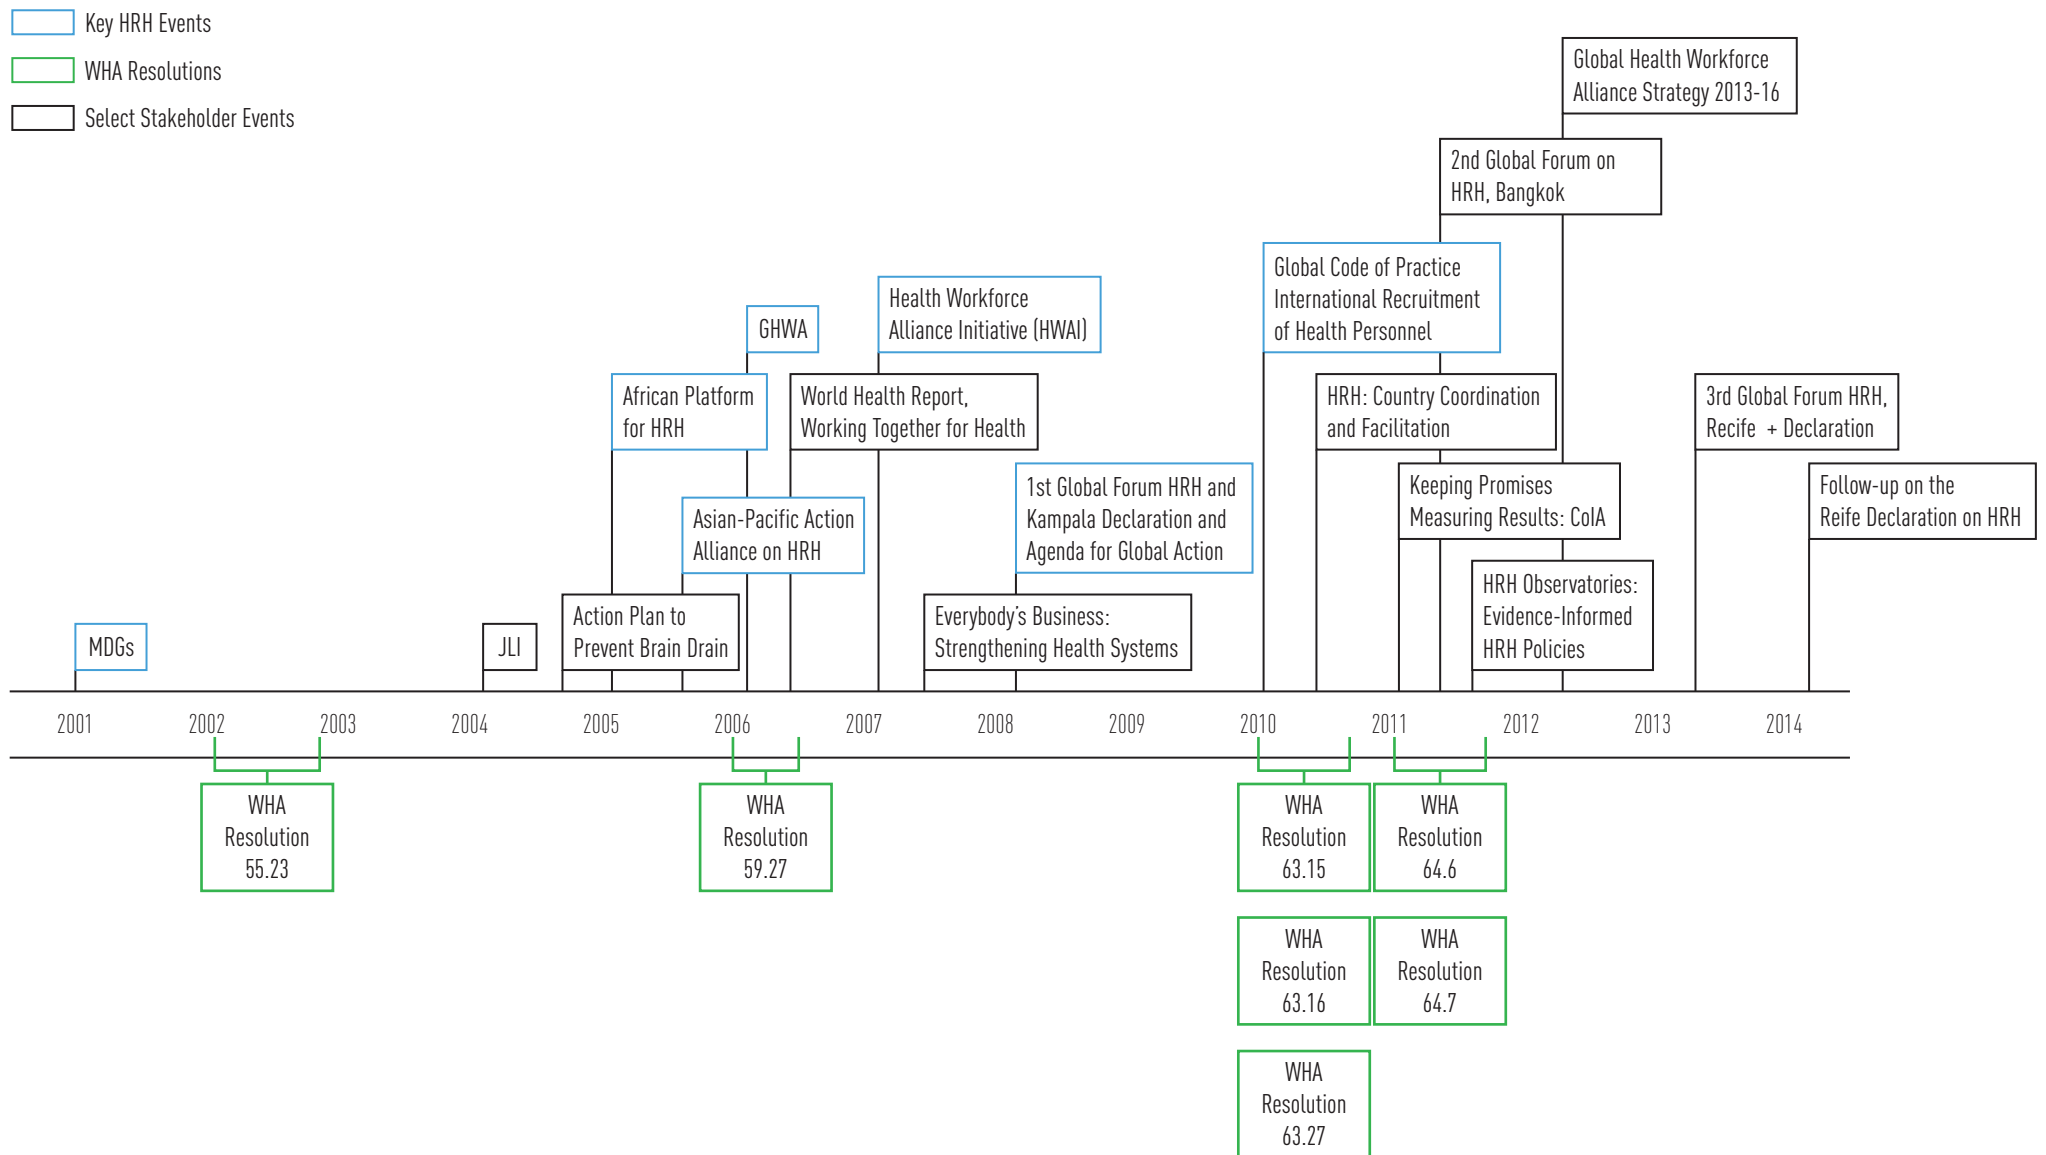 Key HRH Events
WHA Resolutions
Select Stakeholder Events
Global Health Workforce
Alliance Strategy 2013-16
2nd Global Forum on
HRH, Bangkok
Global Code of Practice
International Recruitment
of Health Personnel
Health Workforce
Alliance Initiative (HWAI)
GHWA
African Platform
for HRH
World Health Report,
Working Together for Health
HRH: Country Coordination
and Facilitation
3rd Global Forum HRH,
Recife + Declaration
1st Global Forum HRH and
Kampala Declaration and
Agenda for Global Action
Keeping Promises
Measuring Results: CoIA
Follow-up on the
Reife Declaration on HRH
Asian-Pacific Action
Alliance on HRH
HRH Observatories:
Evidence-Informed
HRH Policies
MDGs
JLI
Action Plan to
Prevent Brain Drain
Everybody's Business:
Strengthening Health Systems
2001 2002 2003 2004 2005 2006 2007 2008 2009 2010 2011 2012 2013 2014
WHA
Resolution
55.23
WHA
Resolution
59.27
WHA
Resolution
63.15
WHA
Resolution
64.6
WHA
Resolution
63.16
WHA
Resolution
64.7
WHA
Resolution
63.27